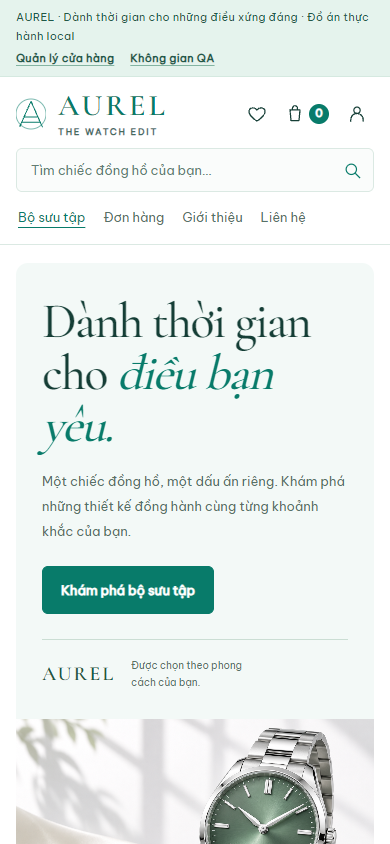 AUREL · Dành thời gian cho những điều xứng đáng · Đồ án thực
hành local
Quản lý cửa hàng Không gian QA
AUREL
THE WATCH EDIT
0
Tìm chiếc đồng hồ của bạn...
Bộ sưu tập Đơn hàng Giới thiệu Liên hệ
Dành thời gian
cho điều bạn
yêu.
Một chiếc đồng hồ, một dấu ấn riêng. Khám phá
những thiết kế đồng hành cùng từng khoảnh
khắc của bạn.
Khám phá bộ sưu tập
AUREL
Được chọn theo phong
cách của bạn.